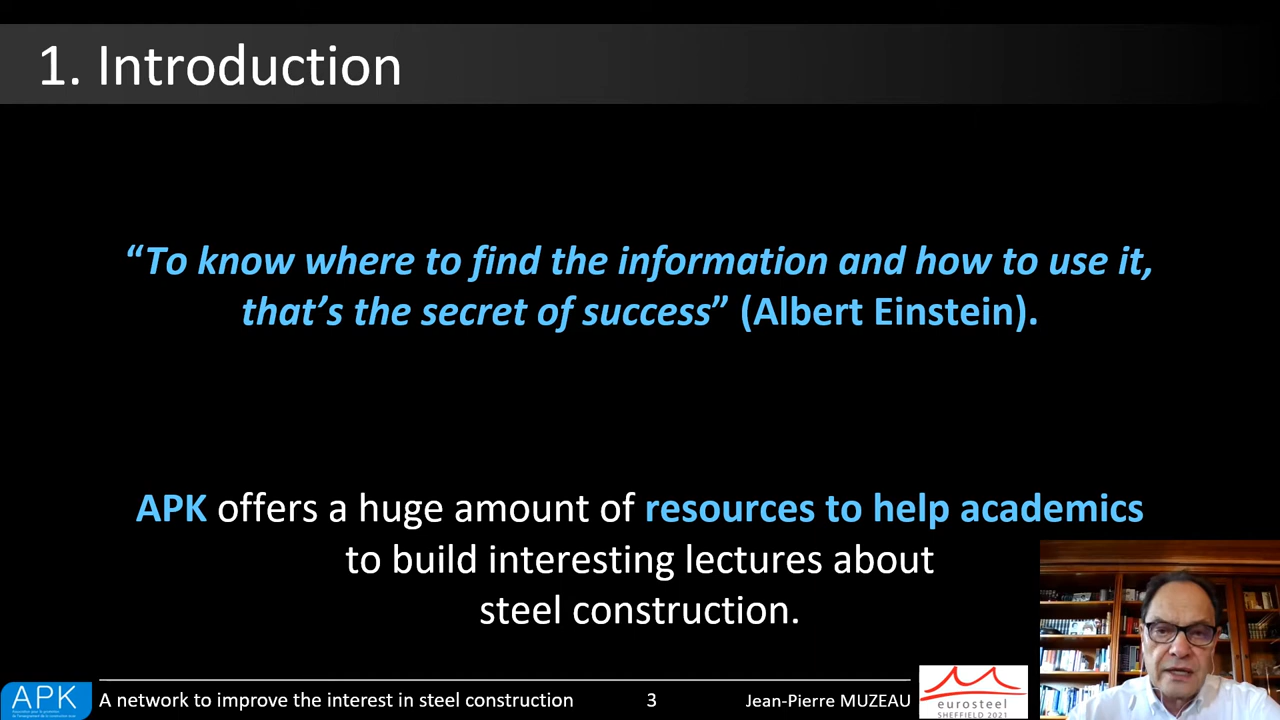 1. Introduction
“To know where to find the information and how to use it,
that’s the secret of success” (Albert Einstein).
APK offers a huge amount of resources to help academics
to build interesting lectures about
steel construction.
APK
A network to improve the interest in steel construction
3
Jean-Pierre MUZEAU
eurosteel
SHEFFIELD 2021